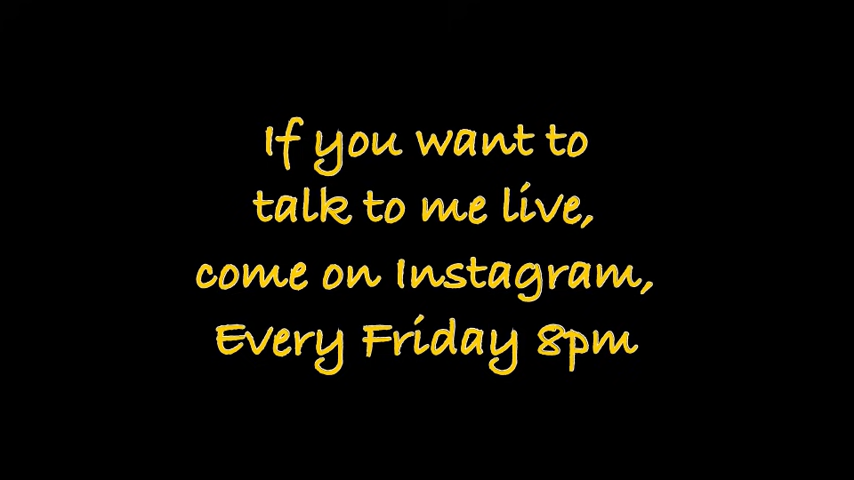 If you want to
talk to me live,
come on Instagram,
Every Friday 8pm